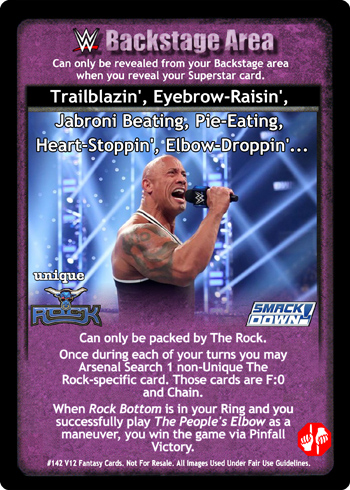 W Backstage Area
Can only be revealed from your Backstage area
when you reveal your Superstar card.
Trailblazin', Eyebrow-Raisin',
Jabroni Beating, Pie-Eating,
Heart-Stoppin', Elbow-Droppin'...
unique
ROCK
SMACK
DOWN!
Can only be packed by The Rock.
Once during each of your turns you may
Arsenal Search 1 non-Unique The
Rock-specific card. Those cards are F:0
and Chain.
When Rock Bottom is in your Ring and you
successfully play The People's Elbow as a
maneuver, you win the game via Pinfall
Victory.
#142 V12 Fantasy Cards. Not For Resale. All Images Used Under Fair Use Guidelines.